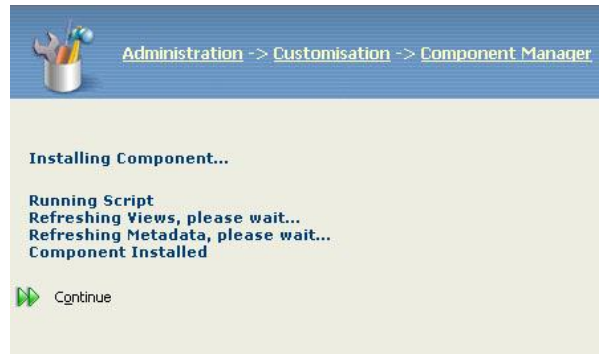 Administration -> Customisation -> Component Manager
Installing Component...
Running Script
Refreshing Views, please wait...
Refreshing Metadata, please wait...
Component Installed
Continue